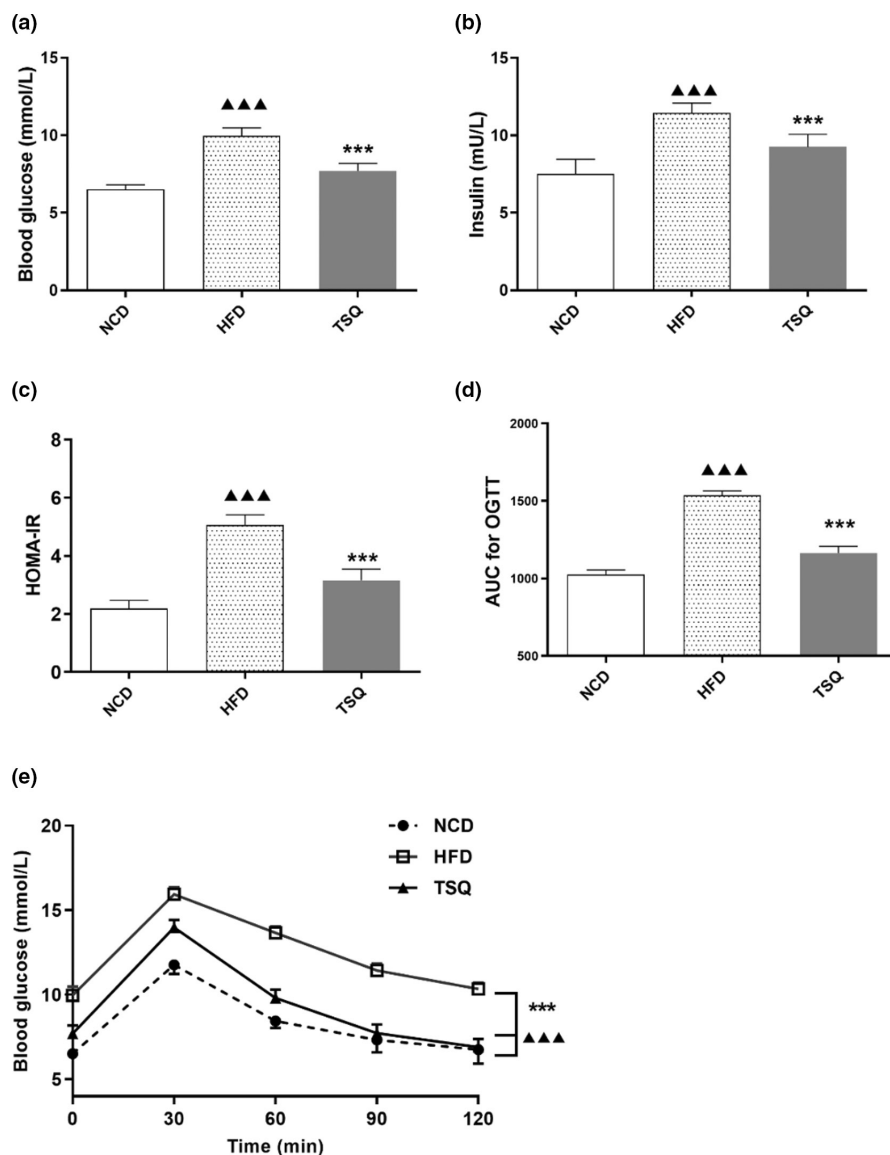 (a)
15
10
5
0
Blood glucose (mmol/L)
▲▲▲
***
NCD
HFD
TSQ
(b)
15
10
5
0
Insulin (mU/L)
▲▲▲
***
NCD
HFD
TSQ
(c)
8
6
4
2
0
HOMA-IR
▲▲▲
***
NCD
HFD
TSQ
(d)
2000
1500
1000
500
AUC for OGTT
▲▲▲
***
NCD
HFD
TSQ
(e)
20
15
10
5
Blood glucose (mmol/L)
NCD
HFD
TSQ
***
▲▲▲
0 30 60 90 120
Time (min)